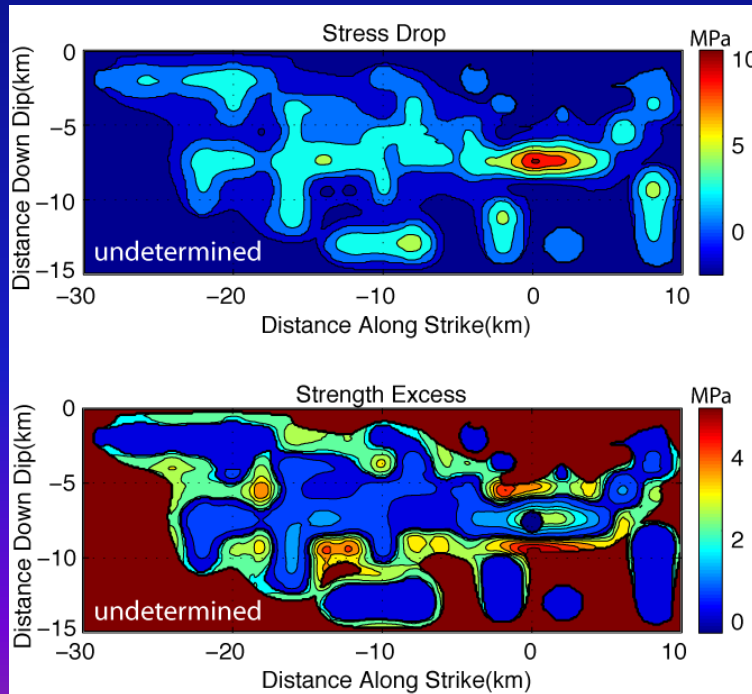 Stress Drop
MPa
0
−5
−10
−15
Distance Down Dip(km)
undetermined
−30
−20
−10
0
10
Distance Along Strike(km)
10
5
0
Strength Excess
MPa
0
−5
−10
−15
Distance Down Dip(km)
undetermined
−30
−20
−10
0
10
Distance Along Strike(km)
4
2
0